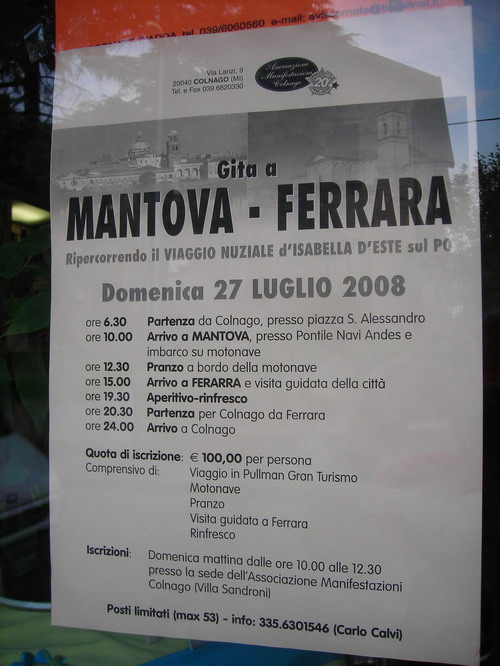 tel. 039/6060560 e-mail:
Via Lanzi, 9
20040 COLNAGO (MI)
Tel. e Fax 039.6820330
Associazione
Manifestazioni
Colnago
20°
Gita a
MANTOVA - FERRARA
Ripercorrendo il VIAGGIO NUZIALE d'ISABELLA D'ESTE sul PO
Domenica 27 LUGLIO 2008
ore 6.30 Partenza da Colnago, presso piazza S. Alessandro
ore 10.00 Arrivo a MANTOVA, presso Pontile Navi Andes e
imbarco su motonave
ore 12.30 Pranzo a bordo della motonave
ore 15.00 Arrivo a FERARRA e visita guidata della città
ore 19.30 Aperitivo-rinfresco
ore 20.30 Partenza per Colnago da Ferrara
ore 24.00 Arrivo a Colnago
Quota di iscrizione: € 100,00 per persona
Comprensivo di: Viaggio in Pullman Gran Turismo
Motonave
Pranzo
Visita guidata a Ferrara
Rinfresco
Iscrizioni: Domenica mattina dalle ore 10.00 alle 12.30
presso la sede dell'Associazione Manifestazioni
Colnago (Villa Sandroni)
Posti limitati (max 53) - info: 335.6301546 (Carlo Calvi)